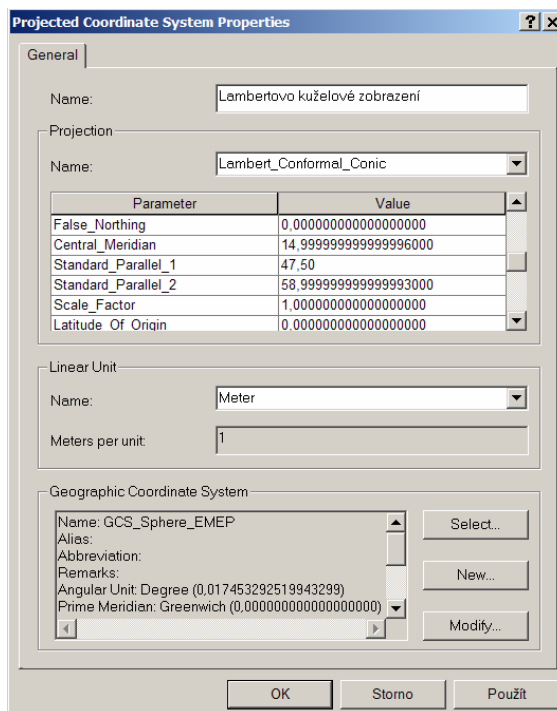 Projected Coordinate System Properties
General
Name: Lambertovo kuželové zobrazení
Projection
Name: Lambert_Conformal_Conic
Parameter Value
False_Northing 0,000000000000000000
Central_Meridian 14,999999999999996000
Standard_Parallel_1 47,50
Standard_Parallel_2 58,999999999999993000
Scale_Factor 1,000000000000000000
Latitude_Of_Origin 0,000000000000000000
Linear Unit
Name: Meter
Meters per unit: 1
Geographic Coordinate System
Name: GCS_Sphere_EMEP
Alias:
Abbreviation:
Remarks:
Angular Unit: Degree (0,017453292519943299)
Prime Meridian: Greenwich (0,000000000000000000)
Select...
New...
Modify...
OK Storno Použít